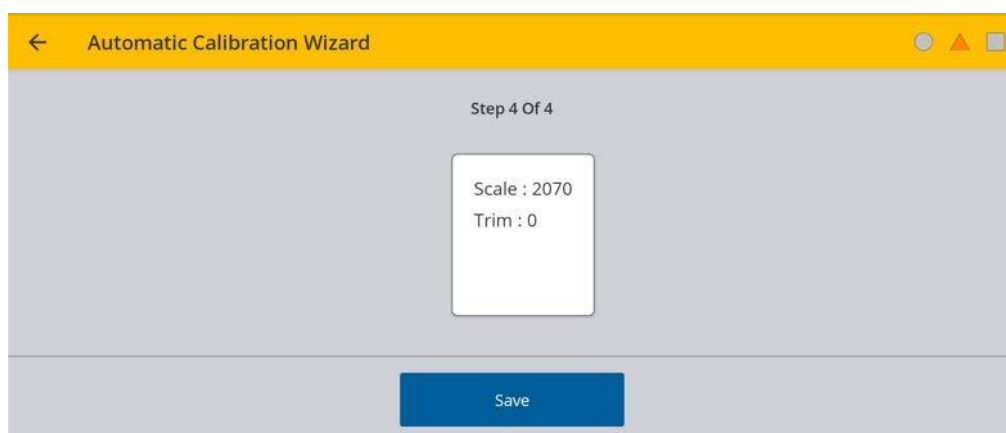 Automatic Calibration Wizard
Step 4 Of 4
Scale : 2070
Trim : 0
Save